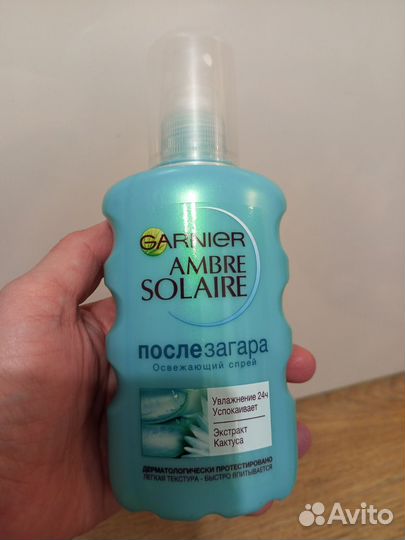 GARNIER
AMBRE
SOLAIRE
ПОСЛЕЗАГАРА
Освежающий спрей
Увлажнение 24ч
Успокаивает
Экстракт
Кактуса
ДЕРМАТОЛОГИЧЕСКИ ПРОТЕСТИРОВАНО
ЛЕГКАЯ ТЕКСТУРА - БЫСТРО ВПИТЫВАЕТСЯ
Avito